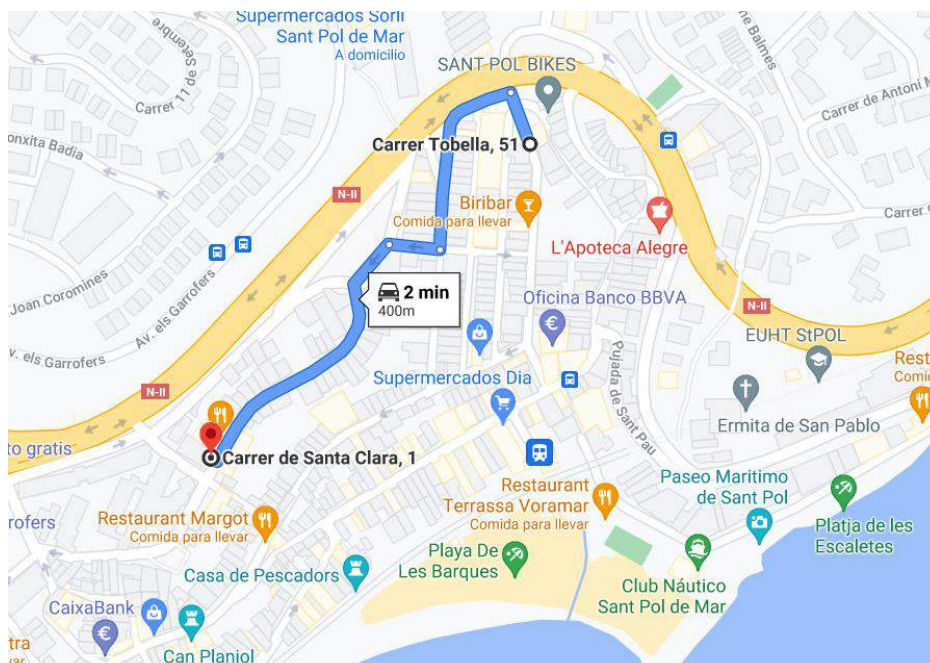 Supermercados Sorli
Sant Pol de Mar
A domicilio
Carrer 11 de Setembre
SANT POL BIKES
Balmes
Carrer de Antoni M
onxita Badia
Carrer Tobella, 51
N-II
Biribar
Comida para llevar
L'Apoteca Alegre
Carrer e
Joan Coromines
Av. els Garrofers
2 min
400m
Oficina Banco BBVA
N-II
EUHT StPOL
v. els Garrofers
Supermercados Dia
Pujada de Sant Pau
Rest
Comid
N-II
Ermita de San Pablo
to gratis
Carrer de Santa Clara, 1
Restaurant Margot
Comida para llevar
Restaurant
Terrassa Voramar
Comida para llevar
Paseo Maritimo
de Sant Pol
Platja de les
Escaletes
rofers
Playa De
Les Barques
Casa de Pescadors
Club Náutico
Sant Pol de Mar
CaixaBank
Can Planiol
tra
var